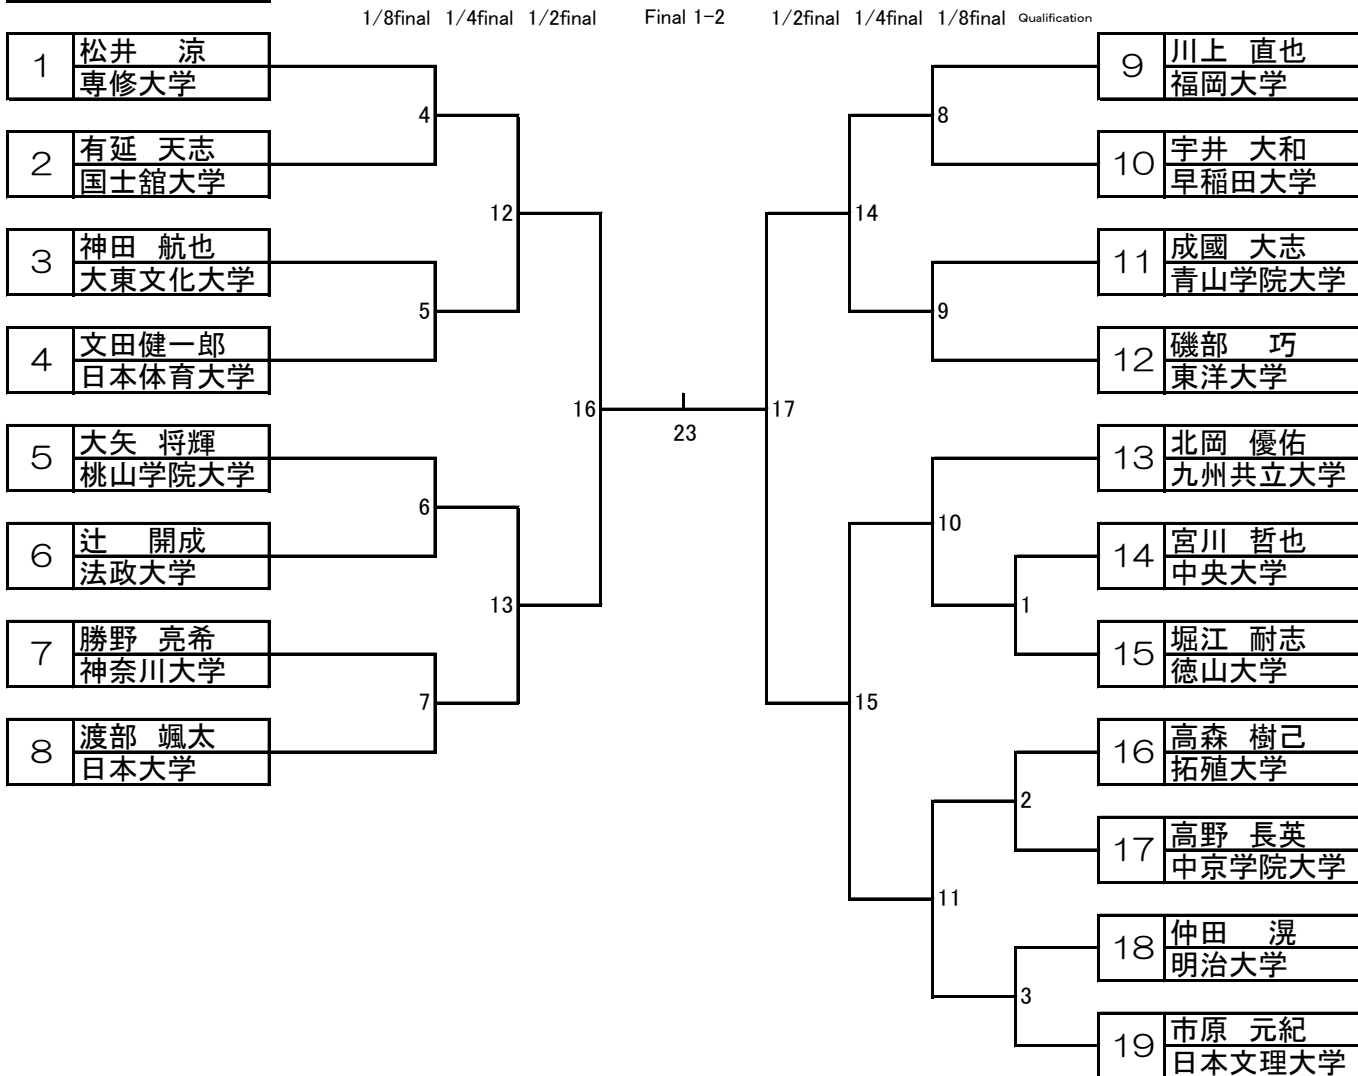 1/8final 1/4final 1/2final Final 1-2 1/2final 1/4final 1/8final Qualification
1
松井 涼
専修大学
2
有延 天志
国士舘大学
3
神田 航也
大東文化大学
4
文田健一郎
日本体育大学
5
大矢 将輝
桃山学院大学
6
辻 開成
法政大学
7
勝野 亮希
神奈川大学
8
渡部 颯太
日本大学
4
5
6
7
12
13
16
23
17
14
15
8
9
10
11
1
2
3
9
川上 直也
福岡大学
10
宇井 大和
早稲田大学
11
成國 大志
青山学院大学
12
磯部 巧
東洋大学
13
北岡 優佑
九州共立大学
14
宮川 哲也
中央大学
15
堀江 耐志
徳山大学
16
高森 樹己
拓殖大学
17
高野 長英
中京学院大学
18
仲田 滉
明治大学
19
市原 元紀
日本文理大学